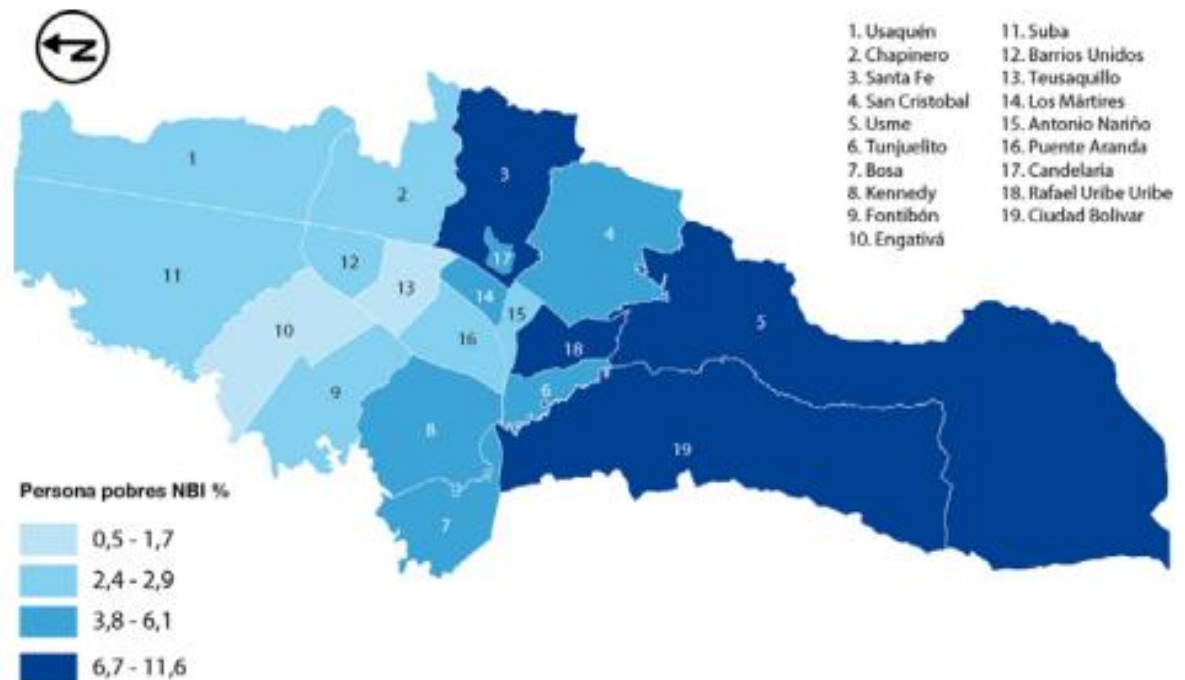 N
1. Usaquén
2. Chapinero
3. Santa Fe
4. San Cristobal
5. Usme
6. Tunjuelito
7. Bosa
8. Kennedy
9. Fontibón
10. Engativá
11. Suba
12. Barrios Unidos
13. Teusaquillo
14. Los Mártires
15. Antonio Nariño
16. Puente Aranda
17. Candelaria
18. Rafael Uribe Uribe
19. Ciudad Bolivar
1
2
3
4
17
11
12
13
14
15
5
10
16
18
9
6
8
19
7
Persona pobres NBI %
0,5 - 1,7
2,4 - 2,9
3,8 - 6,1
6,7 - 11,6